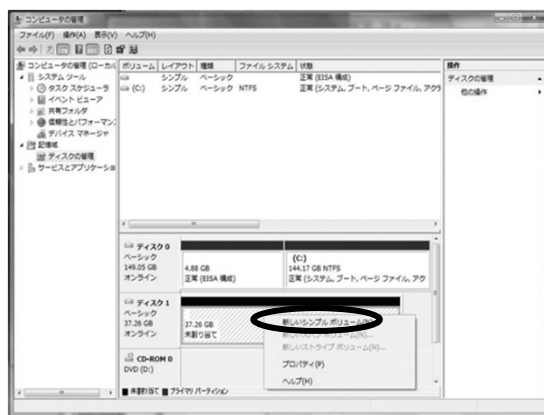 コンピュータの管理
ファイル(F) 操作(A) 表示(V) ヘルプ(H)
コンピュータの管理 (ローカル
システム ツール
タスク スケジューラ
イベント ビューア
共有フォルダ
信頼性とパフォーマンス
デバイス マネージャ
記憶域
ディスクの管理
サービスとアプリケーショ
ボリューム レイアウト 種類 ファイル システム 状態
シンプル ベーシック 正常 (EISA 構成)
(C:) シンプル ベーシック NTFS 正常 (システム, ブート, ページ ファイル, アクラ
操作
ディスクの管理
他の操作
ディスク 0
ベーシック
149.05 GB
オンライン
4.88 GB
正常 (EISA 構成)
(C:)
144.17 GB NTFS
正常 (システム, ブート, ページ ファイル, アク
ディスク 1
ベーシック
37.26 GB
オンライン
37.26 GB
未割り当て
新しいシンプル ボリューム(I)...
新しいスパン ボリューム(N)...
新しいストライプ ボリューム(N)...
プロパティ(P)
ヘルプ(H)
CD-ROM 0
DVD (D:)
未割り当て プライマリ パーティション